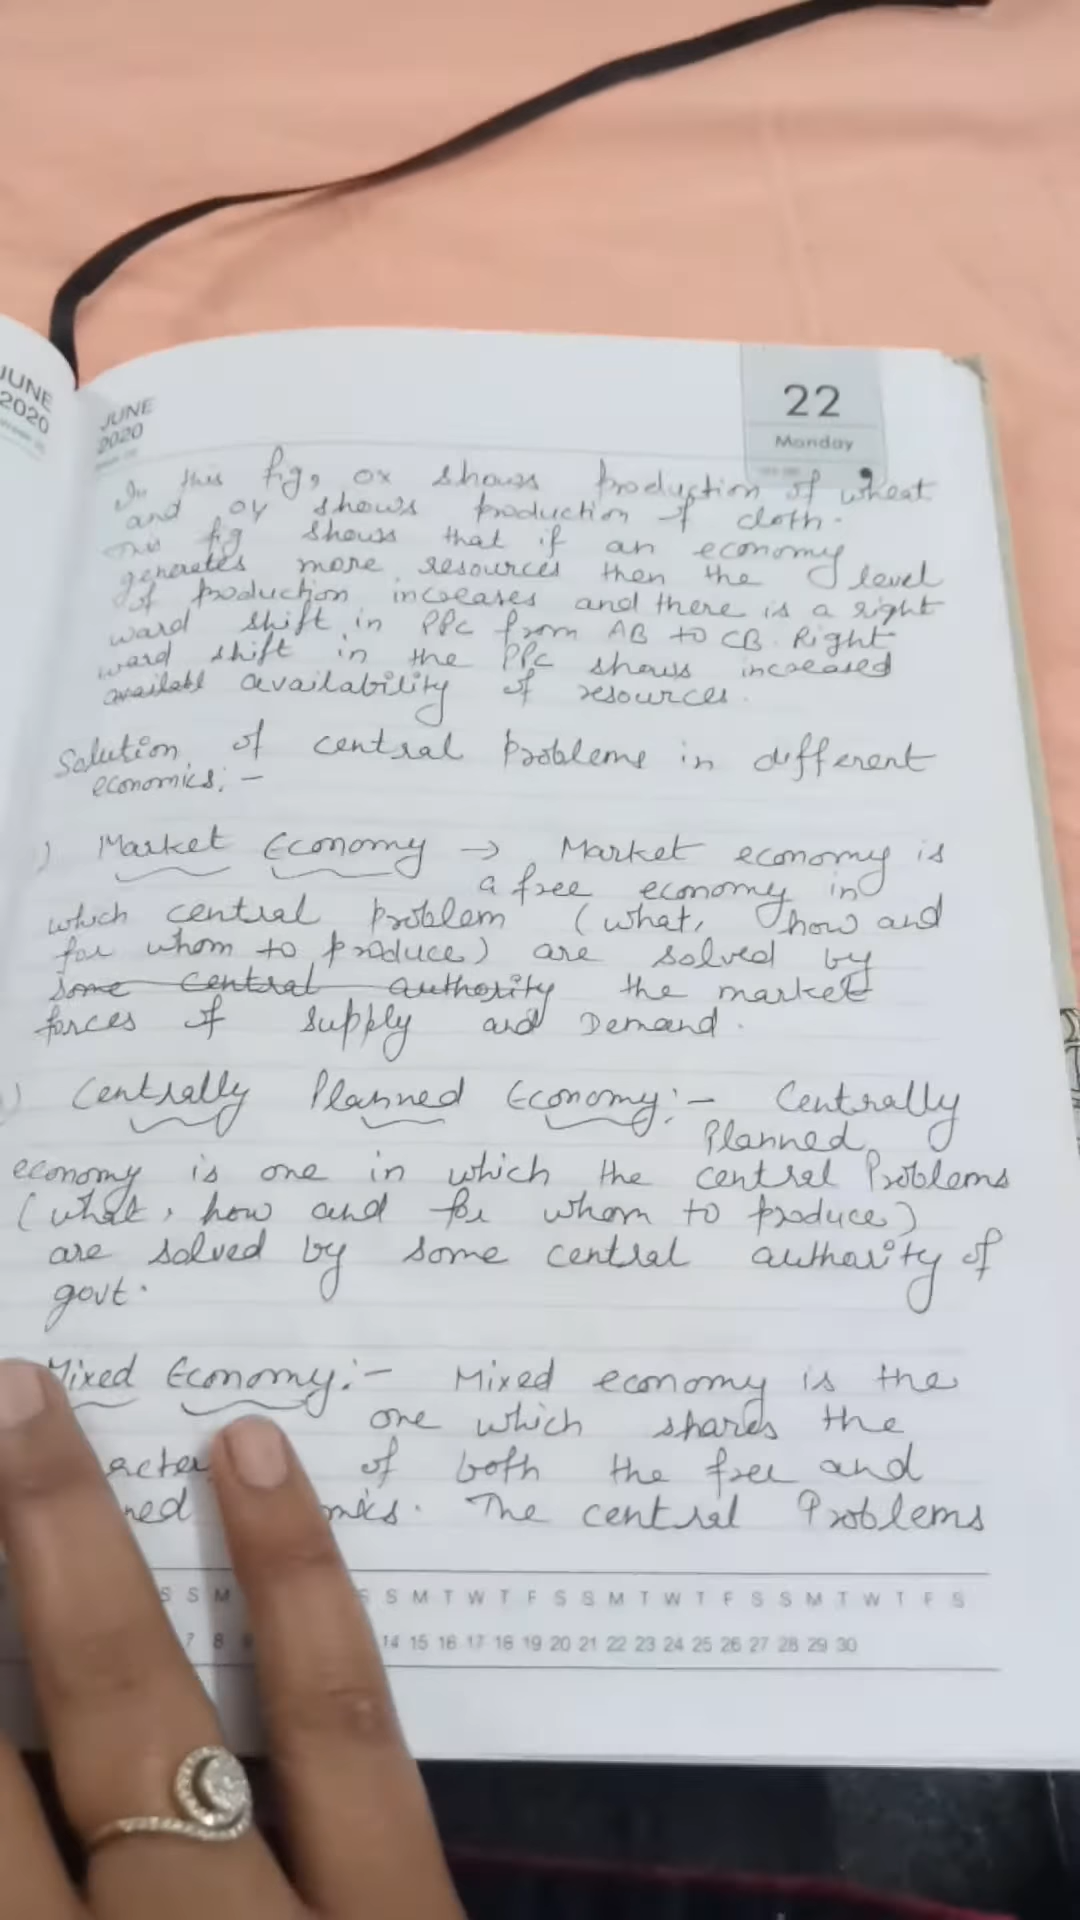 JUNE
2020
JUNE
2020
22
Monday
In this fig, ox shows production of wheat
and oy shows production of cloth.
This fig shows that if an economy
generates more resources then the level
of production increases and there is a right
ward shift in PPC from AB to CB. Right
ward shift in the PPC shows increased
availabl availability of resources.
Solution of central problems in different
economics: -
) Market Economy → Market economy is
a free economy in
which central problem (what, how and
for whom to produce) are solved by
some central authority the market
forces of supply and Demand.
) Centrally Planned Economy: - Centrally
Planned
economy is one in which the central Problems
(what, how and for whom to produce)
are solved by some central authority of
govt.
Mixed Economy: - Mixed economy is the
one which shares the
acter of both the free and
ned mics. The central Problems
S S M S S M T W T F S S M T W T F S S M T W T F S
7 8 14 15 16 17 18 19 20 21 22 23 24 25 26 27 28 29 30